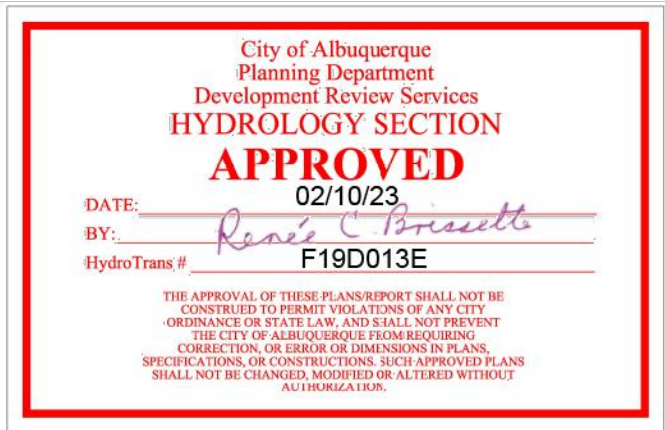 City of Albuquerque
Planning Department
Development Review Services
HYDROLOGY SECTION
APPROVED
DATE: 02/10/23
BY: Renée C. Brissette
HydroTrans # F19D013E
THE APPROVAL OF THESE PLANS/REPORT SHALL NOT BE
CONSTRUED TO PERMIT VIOLATIONS OF ANY CITY
ORDINANCE OR STATE LAW, AND SHALL NOT PREVENT
THE CITY OF ALBUQUERQUE FROM REQUIRING
CORRECTION, OR ERROR OR DIMENSIONS IN PLANS,
SPECIFICATIONS, OR CONSTRUCTIONS. SUCH APPROVED PLANS
SHALL NOT BE CHANGED, MODIFIED OR ALTERED WITHOUT
AUTHORIZATION.